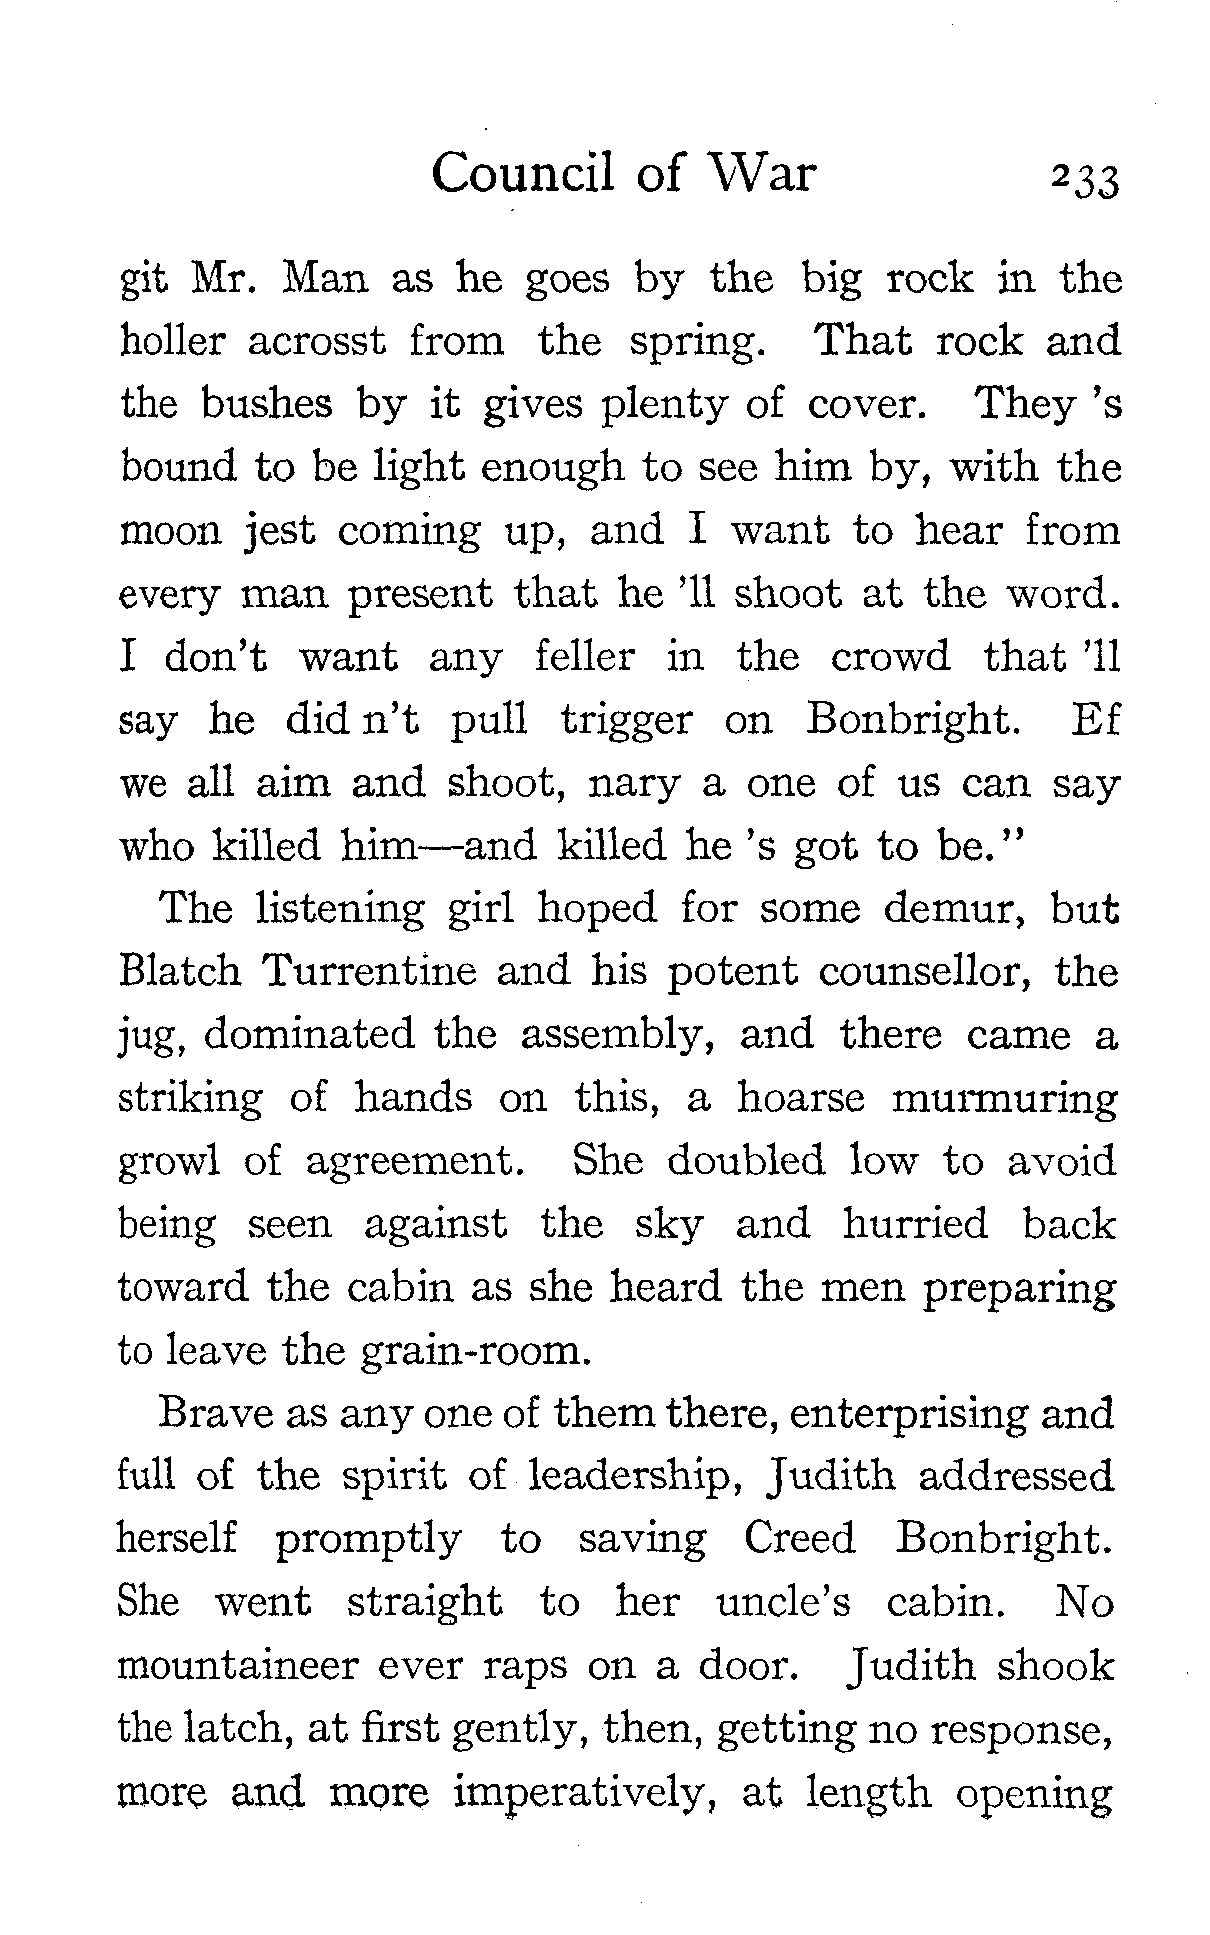 Council of War 233
git Mr. Man as he goes by the big rock in the
holler acrosst from the spring. That rock and
the bushes by it gives plenty of cover. They 's
bound to be light enough to see him by, with the
moon jest coming up, and I want to hear from
every man present that he 'll shoot at the word.
I don't want any feller in the crowd that 'll
say he did n't pull trigger on Bonbright. Ef
we all aim and shoot, nary a one of us can say
who killed him—and killed he 's got to be."
The listening girl hoped for some demur, but
Blatch Turrentine and his potent counsellor, the
jug, dominated the assembly, and there came a
striking of hands on this, a hoarse murmuring
growl of agreement. She doubled low to avoid
being seen against the sky and hurried back
toward the cabin as she heard the men preparing
to leave the grain-room.
Brave as any one of them there, enterprising and
full of the spirit of leadership, Judith addressed
herself promptly to saving Creed Bonbright.
She went straight to her uncle's cabin. No
mountaineer ever raps on a door. Judith shook
the latch, at first gently, then, getting no response,
more and more imperatively, at length opening